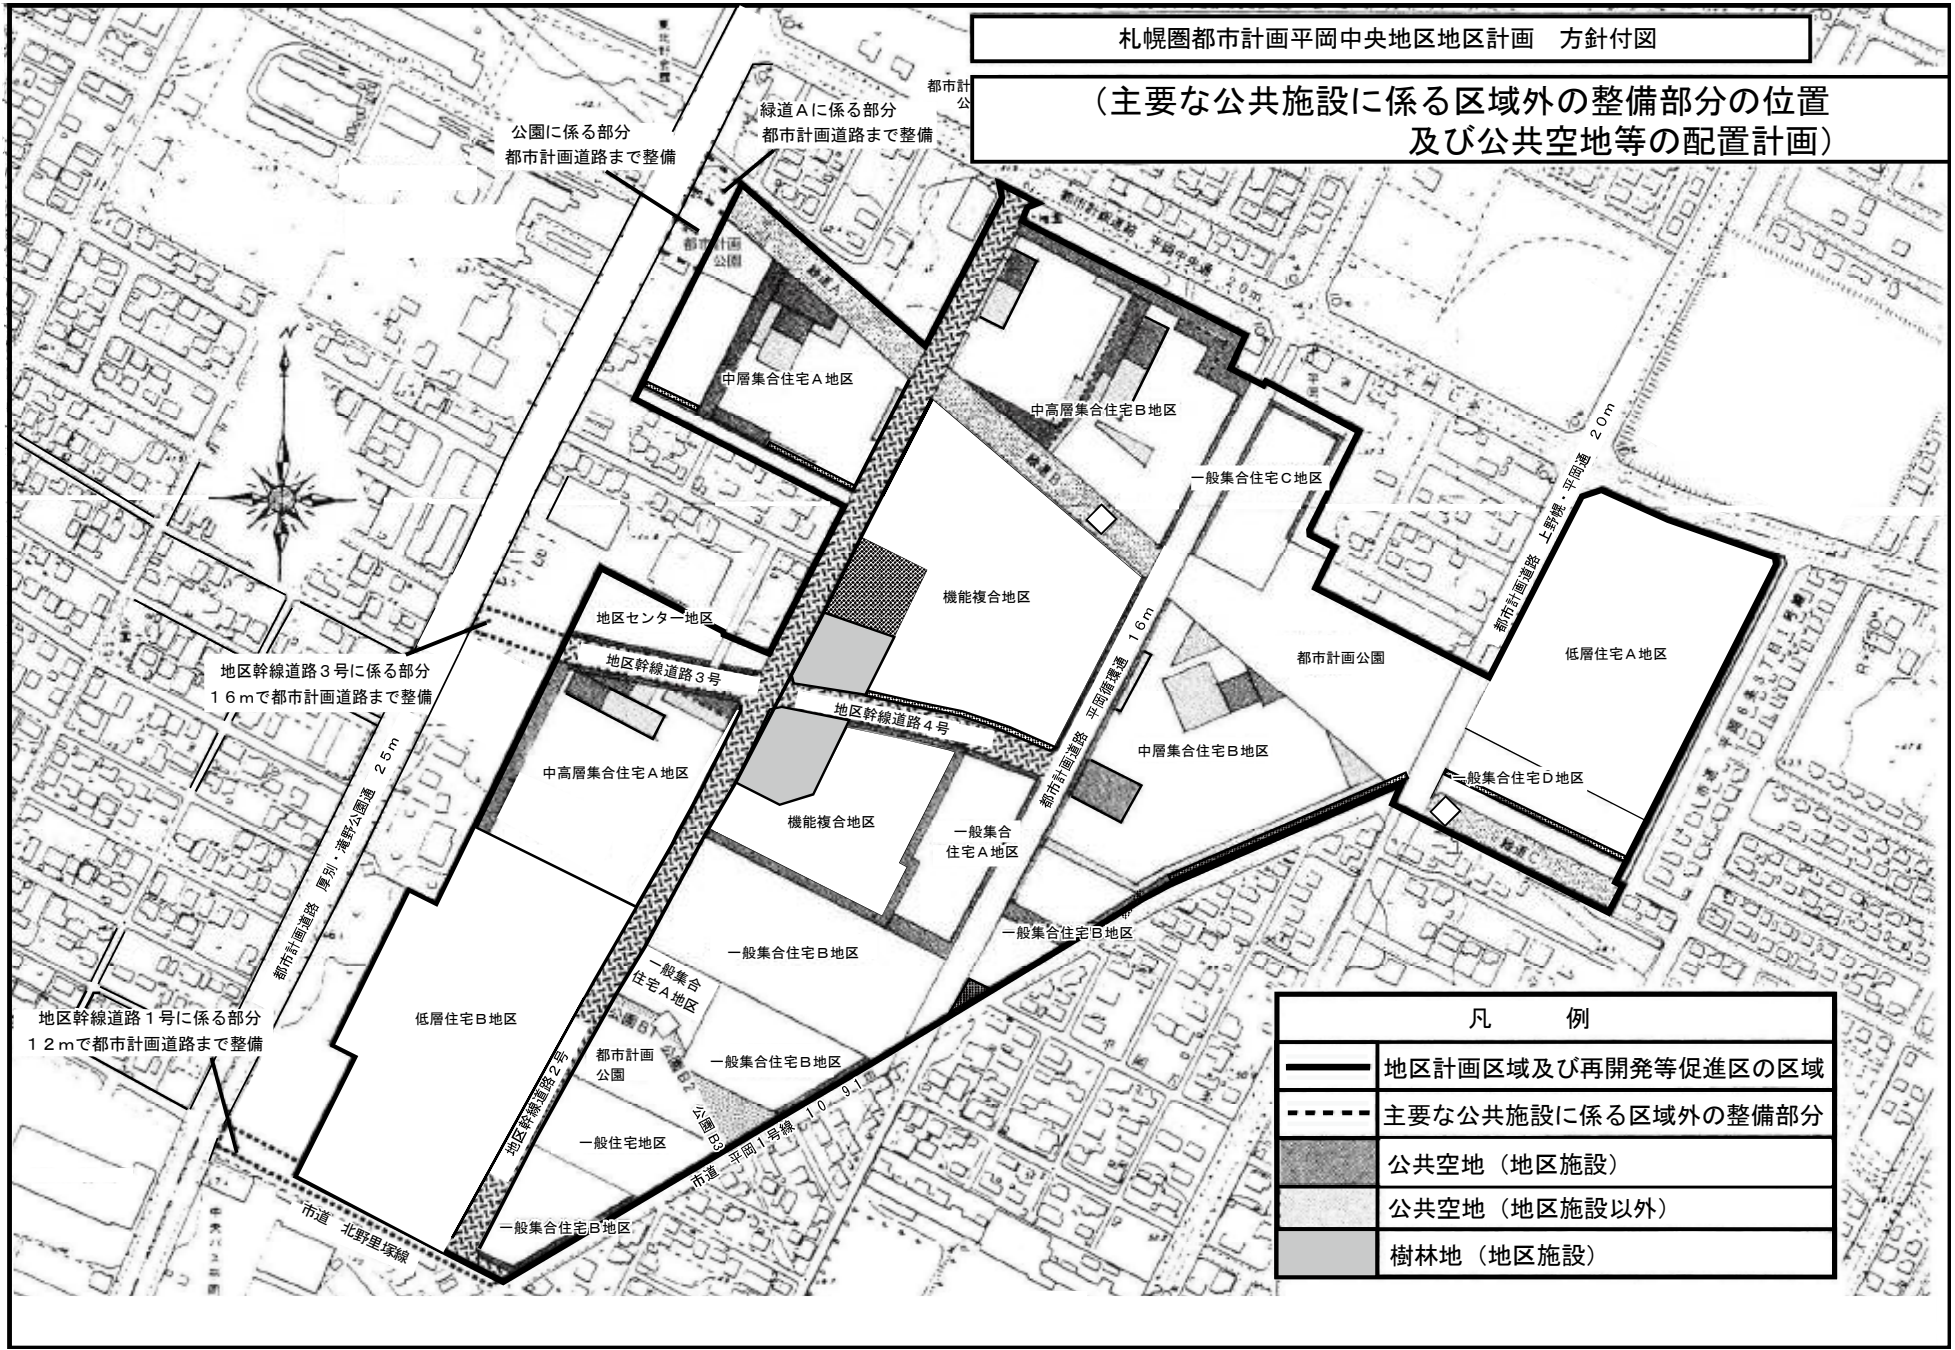 札幌圏都市計画平岡中央地区地区計画　方針付図
（主要な公共施設に係る区域外の整備部分の位置
及び公共空地等の配置計画）
都市計
公
緑道Ａに係る部分
都市計画道路まで整備
公園に係る部分
都市計画道路まで整備
都市計画
公園
緑道Ａ
都市計画道路　平岡中央通　２０ｍ
N
中層集合住宅Ａ地区
中高層集合住宅Ｂ地区
緑道B
一般集合住宅Ｃ地区
都市計画道路　上野幌・平岡通　２０ｍ
機能複合地区
地区センター地区
都市計画道路　平岡循環通　１６ｍ
都市計画公園
低層住宅Ａ地区
地区幹線道路３号に係る部分
１６ｍで都市計画道路まで整備
地区幹線道路３号
地区幹線道路４号
中層集合住宅Ｂ地区
中高層集合住宅Ａ地区
一般集合住宅Ｄ地区
都市計画道路　厚別・滝野公園通　２５ｍ
機能複合地区
一般集合
住宅Ａ地区
緑道C
一般集合住宅Ｂ地区
一般集合住宅Ｂ地区
一般集合
住宅Ａ地区
低層住宅Ｂ地区
地区幹線道路１号に係る部分
１２ｍで都市計画道路まで整備
公園B1
都市計画
公園
公園B2
一般集合住宅Ｂ地区
地区幹線道路２号
公園B3
一般住宅地区
市道　平岡１号線　１０．９１
一般集合住宅Ｂ地区
市道　北野里塚線
凡　例
地区計画区域及び再開発等促進区の区域
主要な公共施設に係る区域外の整備部分
公共空地（地区施設）
公共空地（地区施設以外）
樹林地（地区施設）